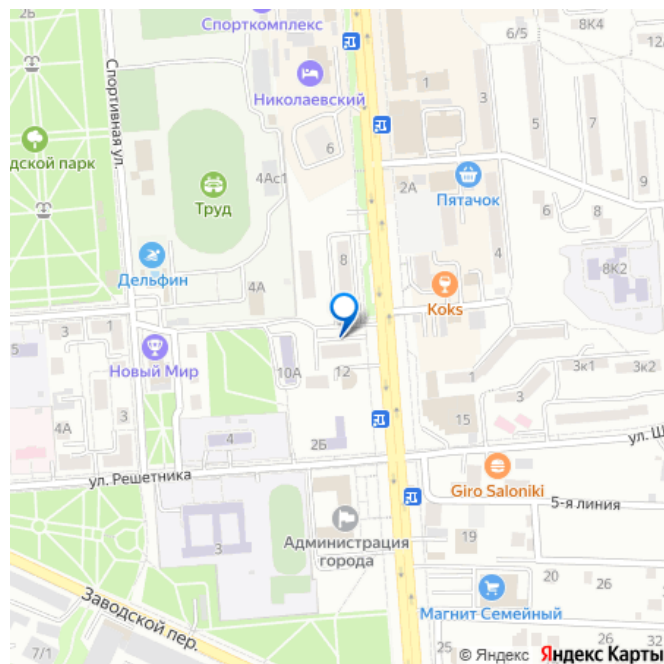 Спорткомплекс
6/5
8К4
12
Николаевский
1
3
6
5
7
Спортивная ул.
дской парк
4Ас1
2А
Пятачок
9
Труд
6
8
8
4
Дельфин
4А
8К2
Koks
3
1
5
Новый Мир
10А
12
1
3
3к1
3к2
4А
3
15
4
2Б
ул. Ш
ул. Решетника
Giro Saloniki
5-я линия
Администрация
города
3
19
20
26
Заводской пер.
Магнит Семейный
26
7/1
25
32
© Яндекс Яндекс Карты